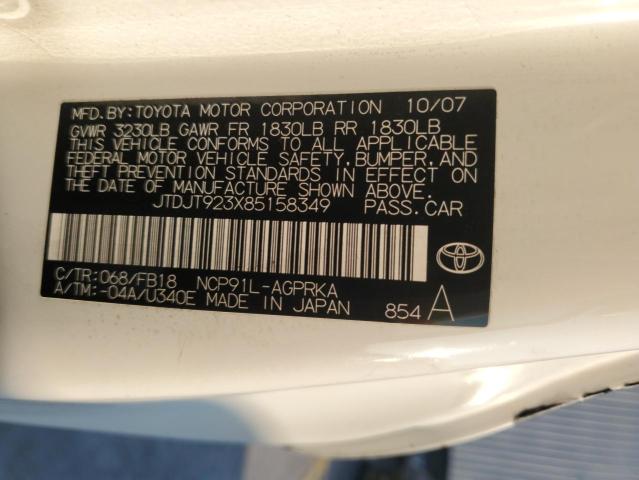 MFD.BY:TOYOTA MOTOR CORPORATION 10/07
GVWR 3230LB GAWR FR 1830LB RR 1830LB
THIS VEHICLE CONFORMS TO ALL APPLICABLE
FEDERAL MOTOR VEHICLE SAFETY,BUMPER,AND
THEFT PREVENTION STANDARDS IN EFFECT ON
THE DATE OF MANUFACTURE SHOWN ABOVE.
JTDJT923X85158349 PASS.CAR
C/TR:068/FB18 NCP91L-AGPRKA
A/TM:-04A/U340E MADE IN JAPAN 854 A